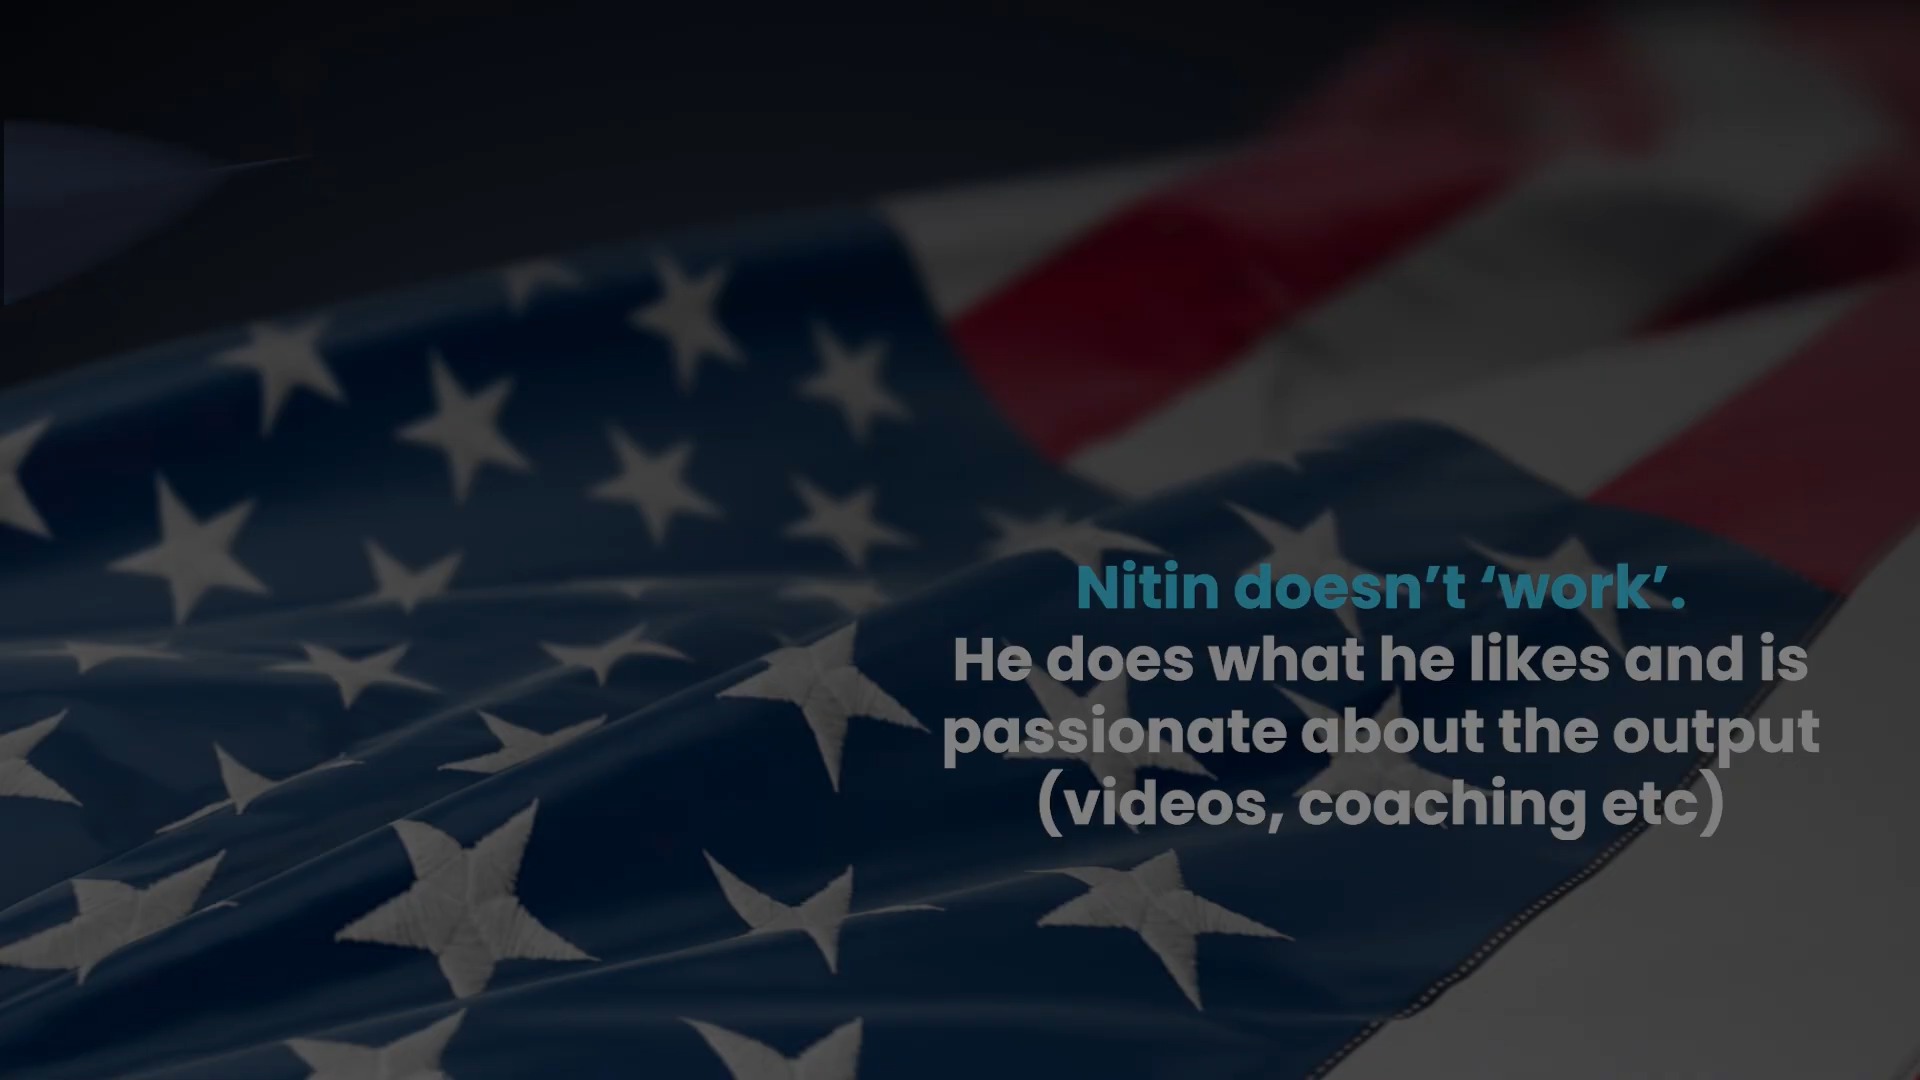 Nitin doesn’t ‘work’.
He does what he likes and is
passionate about the output
(videos, coaching etc)